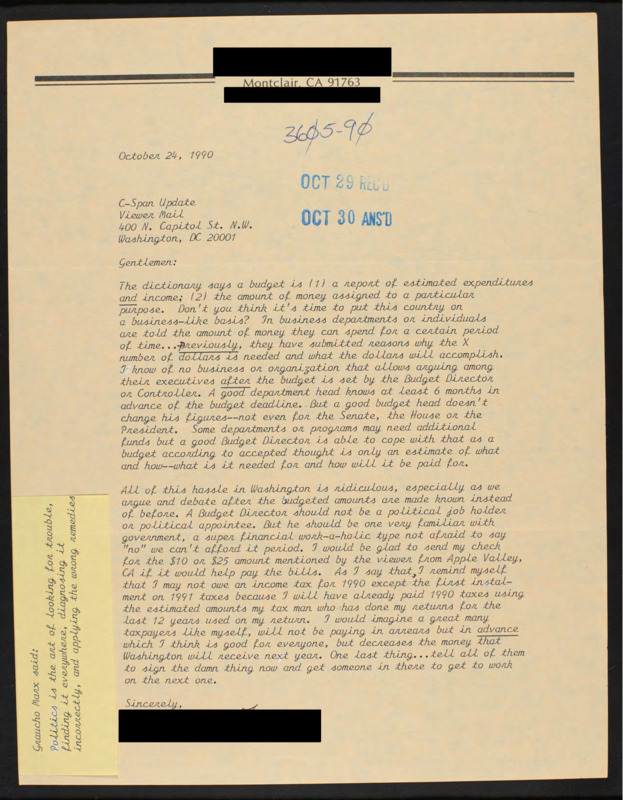 Montclair, CA 91763
3605-90
October 24, 1990
OCT 29 REC'D
OCT 30 ANS'D
C-Span Update
Viewer Mail
400 N. Capitol St. N.W.
Washington, DC 20001
Gentlemen:
The dictionary says a budget is (1) a report of estimated expenditures
and income; (2) the amount of money assigned to a particular
purpose. Don't you think it's time to put this country on
a business-like basis? In business departments or individuals
are told the amount of money they can spend for a certain period
of time...Previously, they have submitted reasons why the X
number of dollars is needed and what the dollars will accomplish.
I know of no business or organization that allows arguing among
their executives after the budget is set by the Budget Director
or Controller. A good department head knows at least 6 months in
advance of the budget deadline. But a good budget head doesn't
change his figures--not even for the Senate, the House or the
President. Some departments or programs may need additional
funds but a good Budget Director is able to cope with that as a
budget according to accepted thought is only an estimate of what
and how--what is it needed for and how will it be paid for.
All of this hassle in Washington is ridiculous, especially as we
argue and debate after the budgeted amounts are made known instead
of before. A Budget Director should not be a political job holder
or political appointee. But he should be one very familiar with
government, a super financial work-a-holic type not afraid to say
"no" we can't afford it period. I would be glad to send my check
for the $10 or $25 amount mentioned by the viewer from Apple Valley,
CA if it would help pay the bills. As I say that, I remind myself
that I may not owe an income tax for 1990 except the first instal-
ment on 1991 taxes because I will have already paid 1990 taxes using
the estimated amounts my tax man who has done my returns for the
last 12 years used on my return. I would imagine a great many
taxpayers like myself, will not be paying in arrears but in advance
which I think is good for everyone, but decreases the money that
Washington will receive next year. One last thing...tell all of them
to sign the damn thing now and get someone in there to get to work
on the next one.
Sincerely,
Groucho Marx said:
Politics is the art of looking for trouble,
finding it everywhere, diagnosing it
incorrectly, and applying the wrong remedies